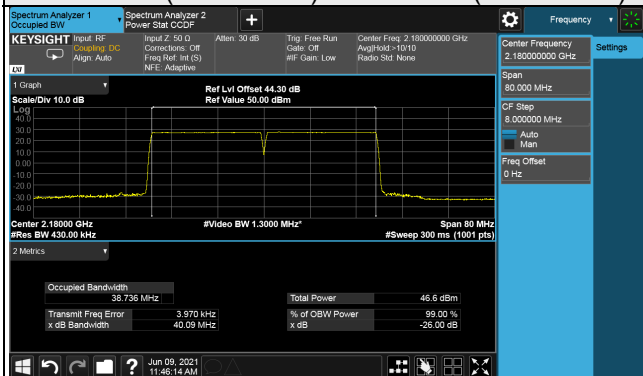 Spectrum Analyzer 1
Occupied BW
Spectrum Analyzer 2
Power Stat CCDF
Frequency
KEYSIGHT
Input: RF
Coupling: DC
Align: Auto
Input Z: 50 Ω
Corrections: Off
Freq Ref: Int (S)
NFE: Adaptive
Atten: 30 dB
Trig: Free Run
Gate: Off
#IF Gain: Low
Center Freq: 2.180000000 GHz
Avg|Hold:>10/10
Radio Std: None
LXI
Center Frequency
2.180000000 GHz
Settings
Span
80.000 MHz
CF Step
8.000000 MHz
Auto
Man
Freq Offset
0 Hz
1 Graph
Scale/Div 10.0 dB
Ref Lvl Offset 44.30 dB
Ref Value 50.00 dBm
Log
40.0
30.0
20.0
10.0
0.00
-10.0
-20.0
-30.0
-40.0
Center 2.18000 GHz
#Res BW 430.00 kHz
#Video BW 1.3000 MHz*
Span 80 MHz
#Sweep 300 ms (1001 pts)
2 Metrics
Occupied Bandwidth
38.736 MHz
Total Power 46.6 dBm
Transmit Freq Error 3.970 kHz
% of OBW Power 99.00 %
x dB Bandwidth 40.09 MHz
x dB -26.00 dB
?
Jun 09, 2021
11:46:14 AM